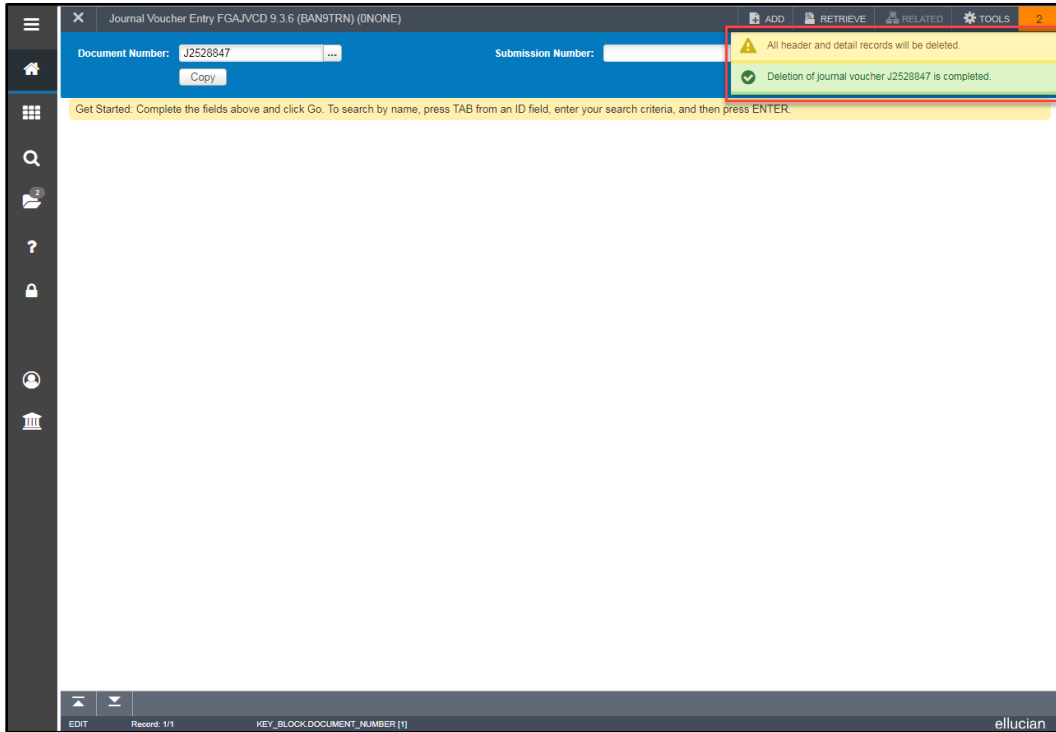 Journal Voucher Entry FGAJVCD 9.3.6 (BAN9TRN) (0NONE)
ADD RETRIEVE RELATED TOOLS 2
Document Number: J2528847 ... Submission Number:
Copy
All header and detail records will be deleted.
Deletion of journal voucher J2528847 is completed.
Get Started: Complete the fields above and click Go. To search by name, press TAB from an ID field, enter your search criteria, and then press ENTER.
2
?
EDIT Record: 1/1 KEY_BLOCK.DOCUMENT_NUMBER [1] ellucian